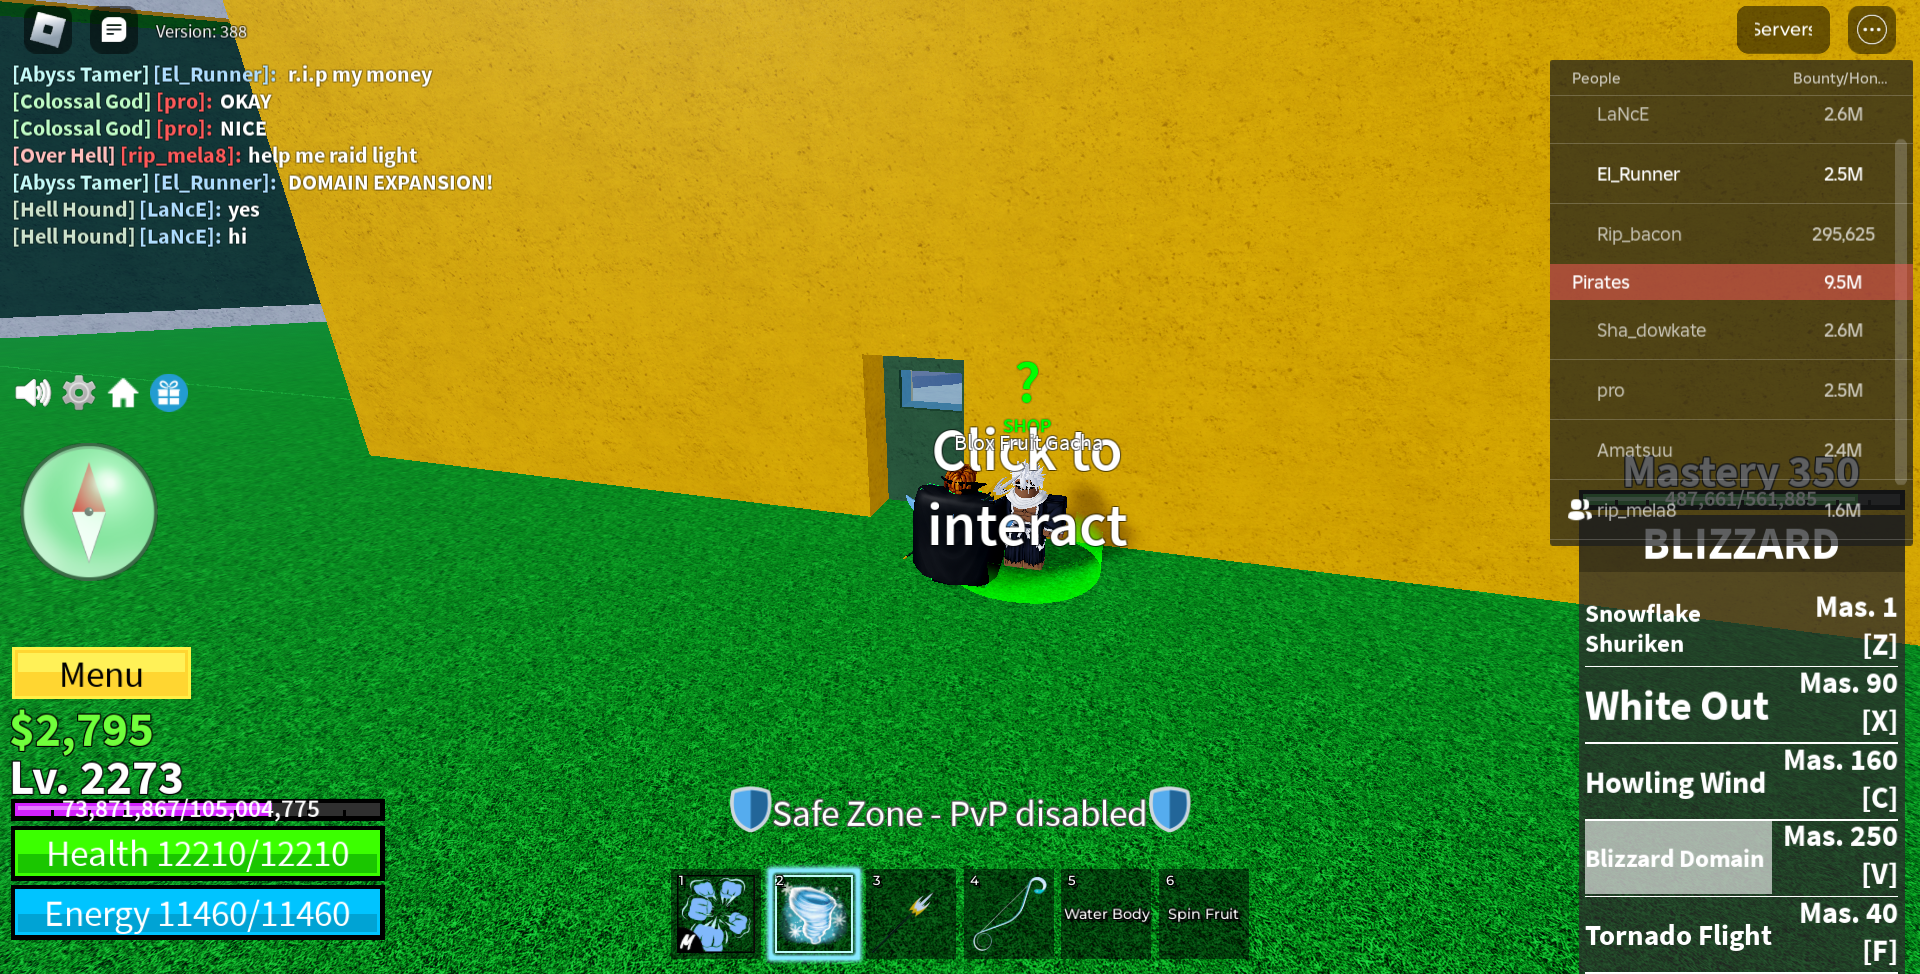 Version: 388
[Abyss Tamer] [El_Runner]: r.i.p my money
[Colossal God] [pro]: OKAY
[Colossal God] [pro]: NICE
[Over Hell] [rip_mela8]: help me raid light
[Abyss Tamer] [El_Runner]: DOMAIN EXPANSION!
[Hell Hound] [LaNcE]: yes
[Hell Hound] [LaNcE]: hi
Servers
People Bounty/Hon...
LaNcE 2.6M
El_Runner 2.5M
Rip_bacon 295,625
Pirates 9.5M
Sha_dowkate 2.6M
pro 2.5M
Amatsuu 2.4M
Mastery 350
487,661/561,885
rip_mela8 1.6M
BLIZZARD
Snowflake Shuriken Mas. 1 [Z]
White Out Mas. 90 [X]
Howling Wind Mas. 160 [C]
Blizzard Domain Mas. 250 [V]
Tornado Flight Mas. 40 [F]
?
SHOP
Blox Fruit Gacha
Click to
interact
Menu
$2,795
Lv. 2273
73,871,867/105,004,775
Health 12210/12210
Energy 11460/11460
Safe Zone - PvP disabled
1 M
2
3
4
5 Water Body
6 Spin Fruit